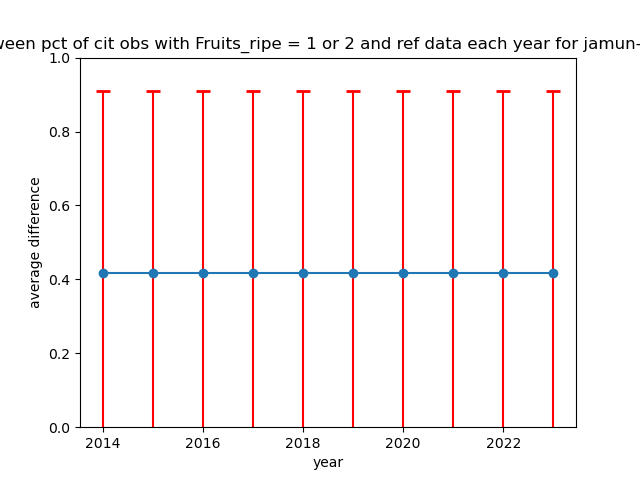 ween pct of cit obs with Fruits_ripe = 1 or 2 and ref data each year for jamun-
1.0
0.8
0.6
0.4
0.2
0.0
average difference
2014 2016 2018 2020 2022
year